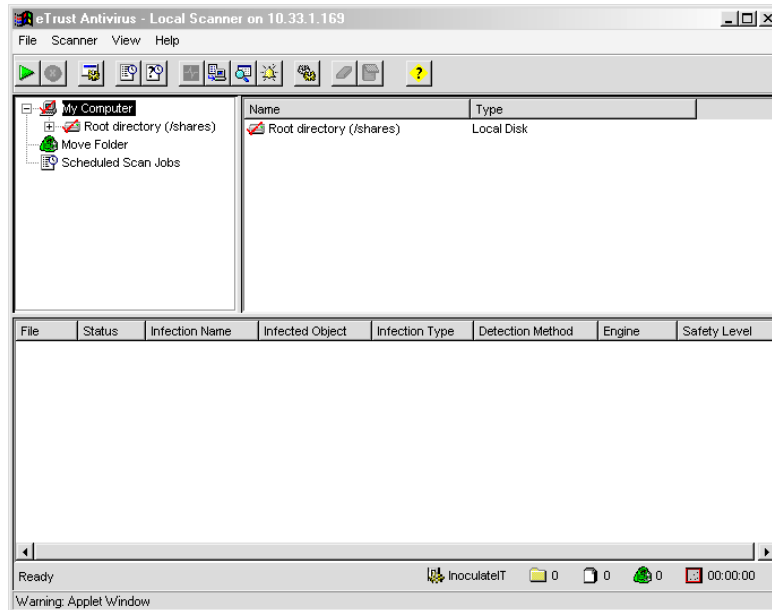 eTrust Antivirus - Local Scanner on 10.33.1.169
File Scanner View Help
My Computer
Root directory (/shares)
Move Folder
Scheduled Scan Jobs
Name Type
Root directory (/shares) Local Disk
File Status Infection Name Infected Object Infection Type Detection Method Engine Safety Level
Ready InoculateIT 0 0 0 00:00:00
Warning: Applet Window